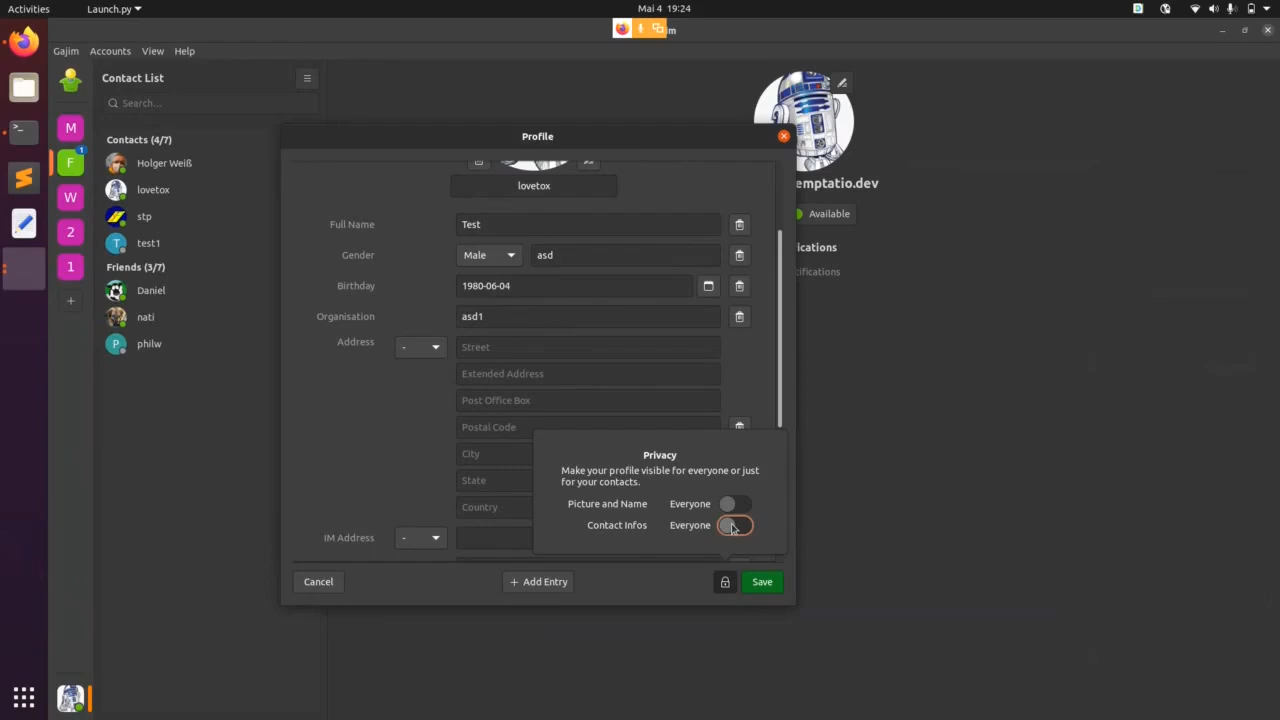 Activities
Launch.py
Mai 4 19:24
Gajim
Accounts
View
Help
Contact List
Search...
Contacts (4/7)
Holger Weiß
lovetox
stp
test1
Friends (3/7)
Daniel
nati
philw
M
F
1
W
2
1
+
T
P
Available
Profile
lovetox
Full Name
Test
Gender
Male
asd
Birthday
1980-06-04
Organisation
asd1
Address
-
Street
Extended Address
Post Office Box
Postal Code
City
State
Country
IM Address
-
Privacy
Make your profile visible for everyone or just
for your contacts.
Picture and Name Everyone
Contact Infos Everyone
Cancel
+ Add Entry
Save